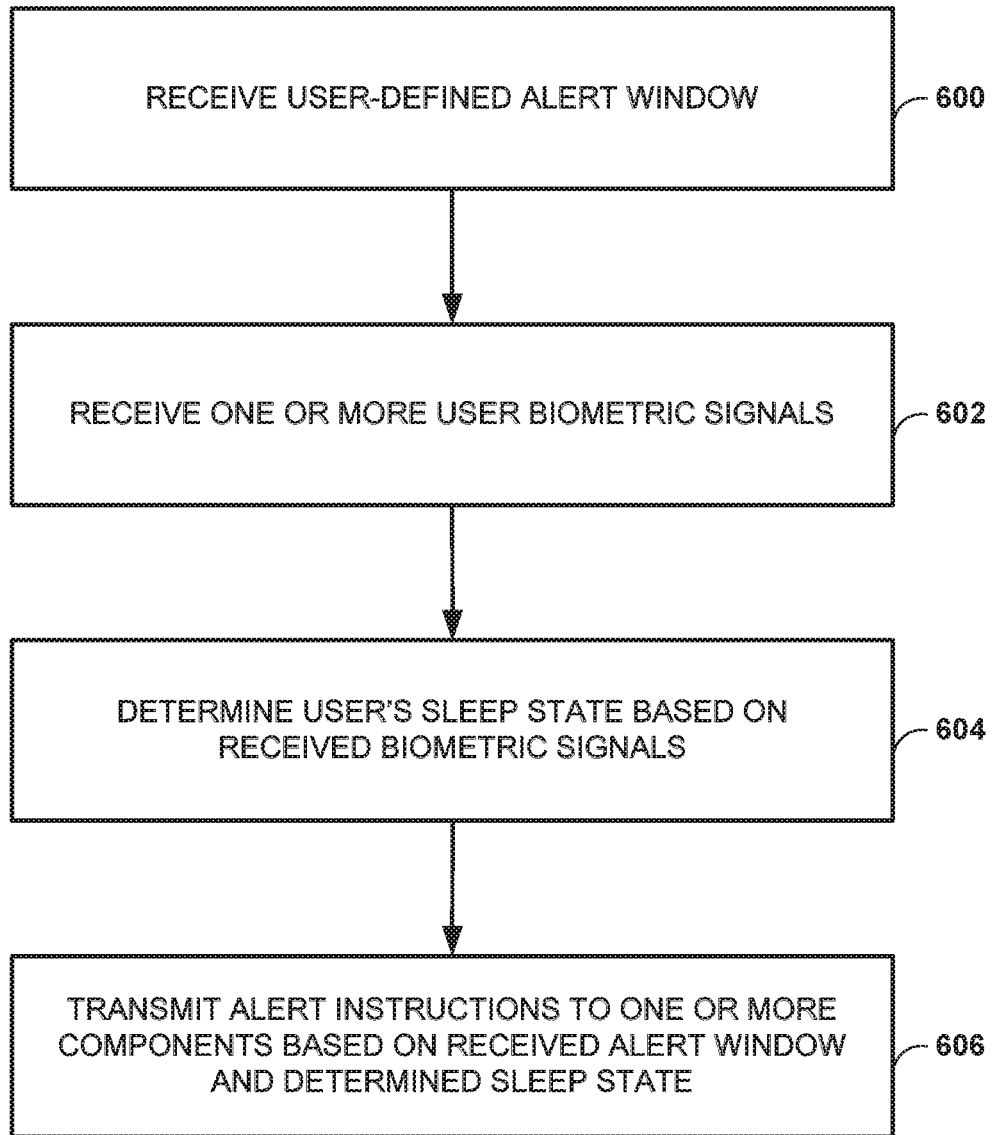 RECEIVE USER-DEFINED ALERT WINDOW
600
RECEIVE ONE OR MORE USER BIOMETRIC SIGNALS
602
DETERMINE USER'S SLEEP STATE BASED ON
RECEIVED BIOMETRIC SIGNALS
604
TRANSMIT ALERT INSTRUCTIONS TO ONE OR MORE
COMPONENTS BASED ON RECEIVED ALERT WINDOW
AND DETERMINED SLEEP STATE
606